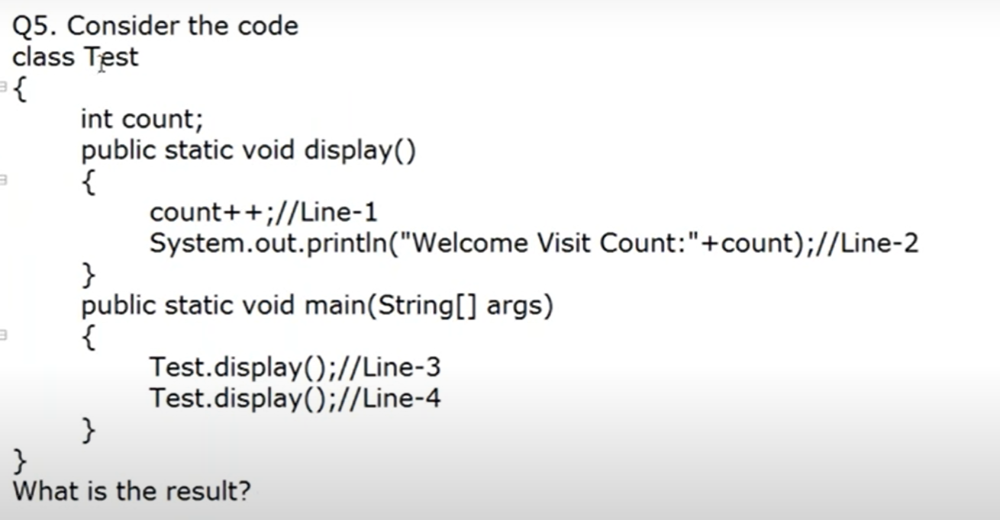 Q5. Consider the code
class Test
{
int count;
public static void display()
{
count++;//Line-1
System.out.println("Welcome Visit Count:"+count);//Line-2
}
public static void main(String[] args)
{
Test.display();//Line-3
Test.display();//Line-4
}
}
What is the result?